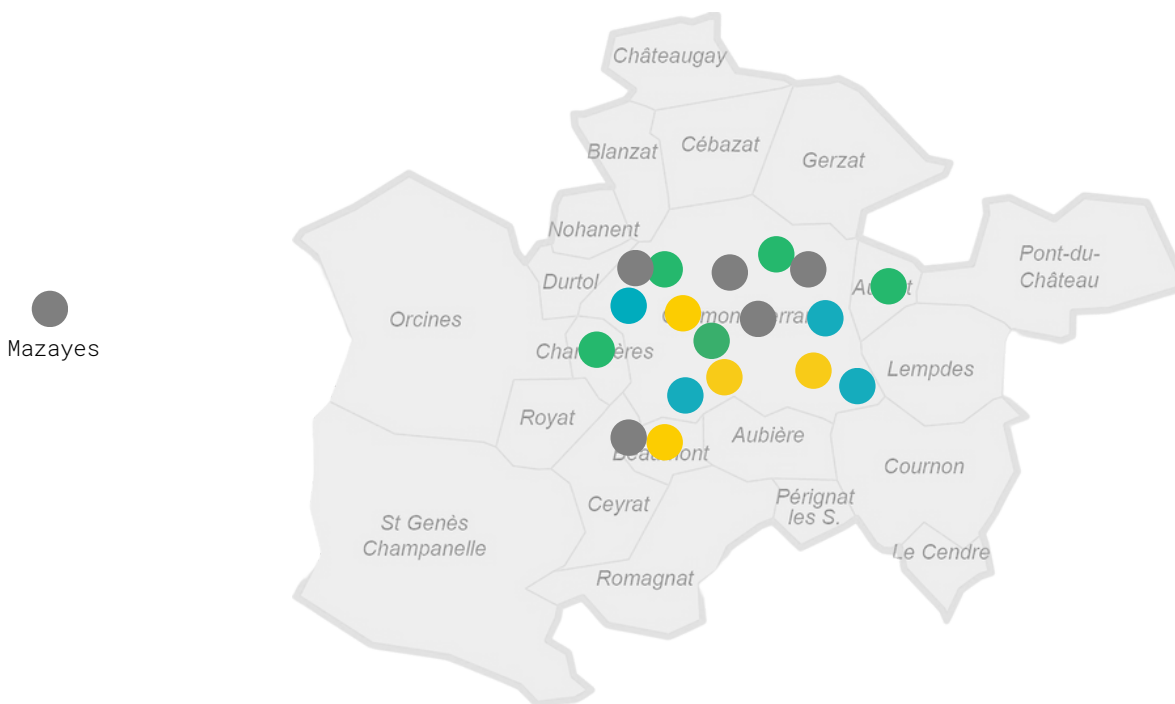 Châteaugay
Blanzat
Cébazat
Gerzat
Nohanent
Pont-du-
Château
Durtol
Orcines
Mazayes
Lempdes
Royat
Aubière
Cournon
Ceyrat
Pérignat
les S.
St Genès
Champanelle
Le Cendre
Romagnat